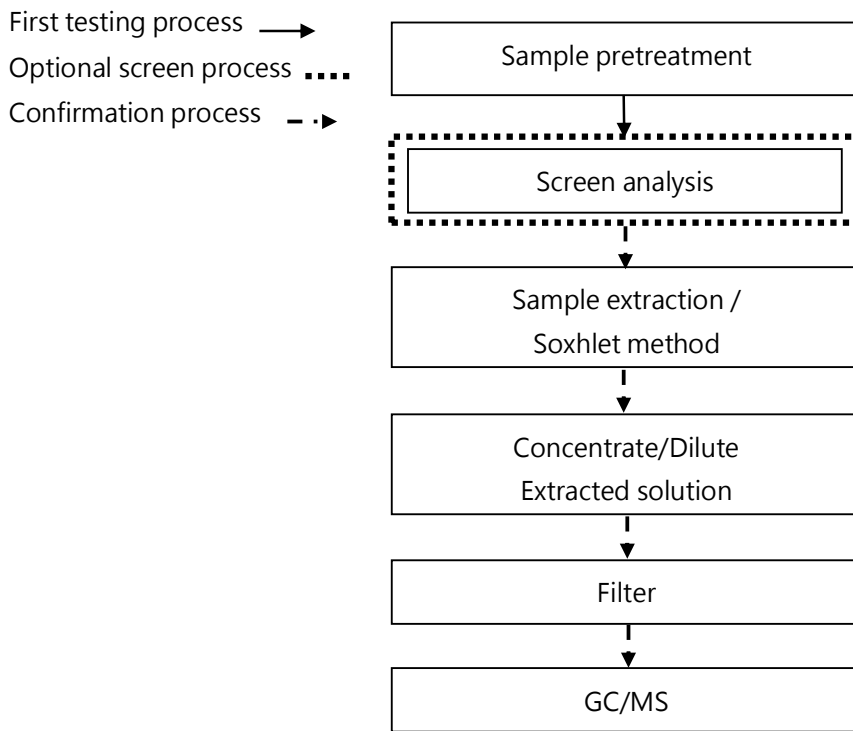 First testing process
Optional screen process
Confirmation process
Sample pretreatment
Screen analysis
Sample extraction /
Soxhlet method
Concentrate/Dilute
Extracted solution
Filter
GC/MS